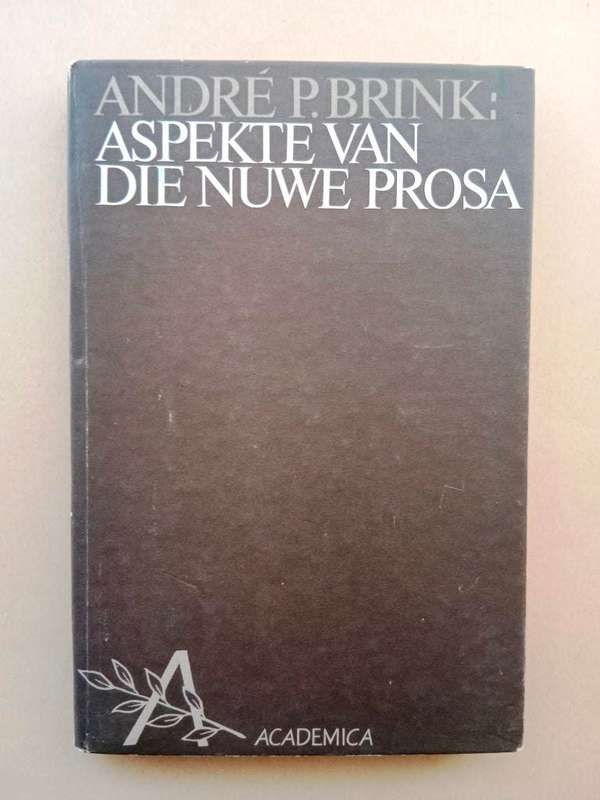 ANDRÉ P. BRINK:
ASPEKTE VAN
DIE NUWE PROSA
A ACADEMICA